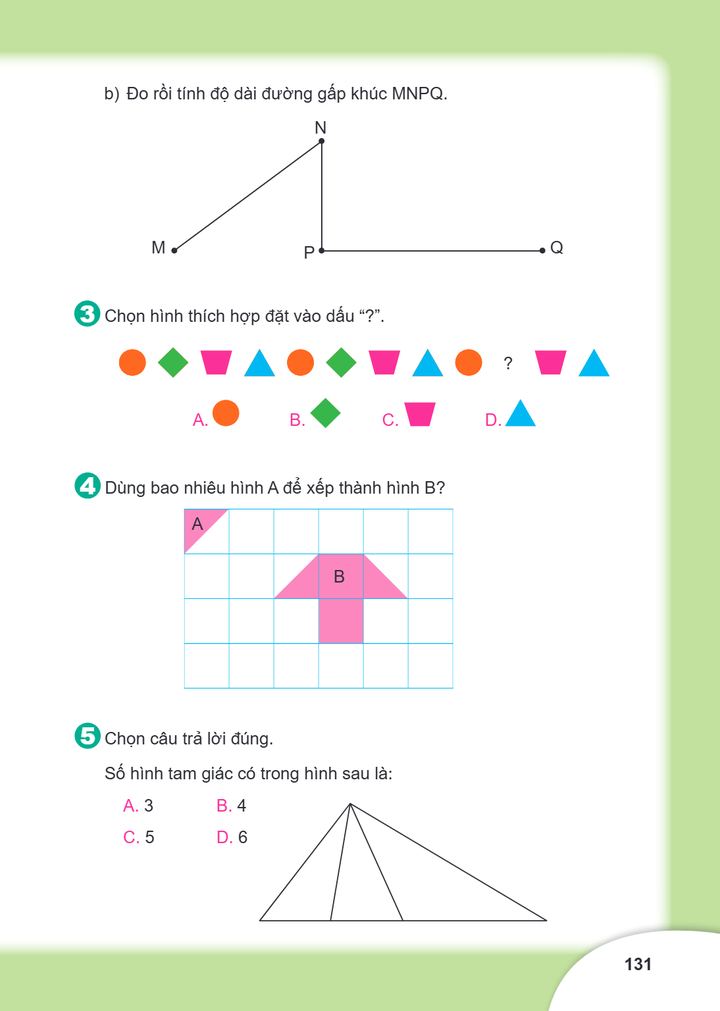 b) Đo rồi tính độ dài đường gấp khúc MNPQ.
N
M
P
Q
3 Chọn hình thích hợp đặt vào dấu “?”.
?
A. B. C. D.
4 Dùng bao nhiêu hình A để xếp thành hình B?
A
B
5 Chọn câu trả lời đúng.
Số hình tam giác có trong hình sau là:
A. 3 B. 4
C. 5 D. 6
131